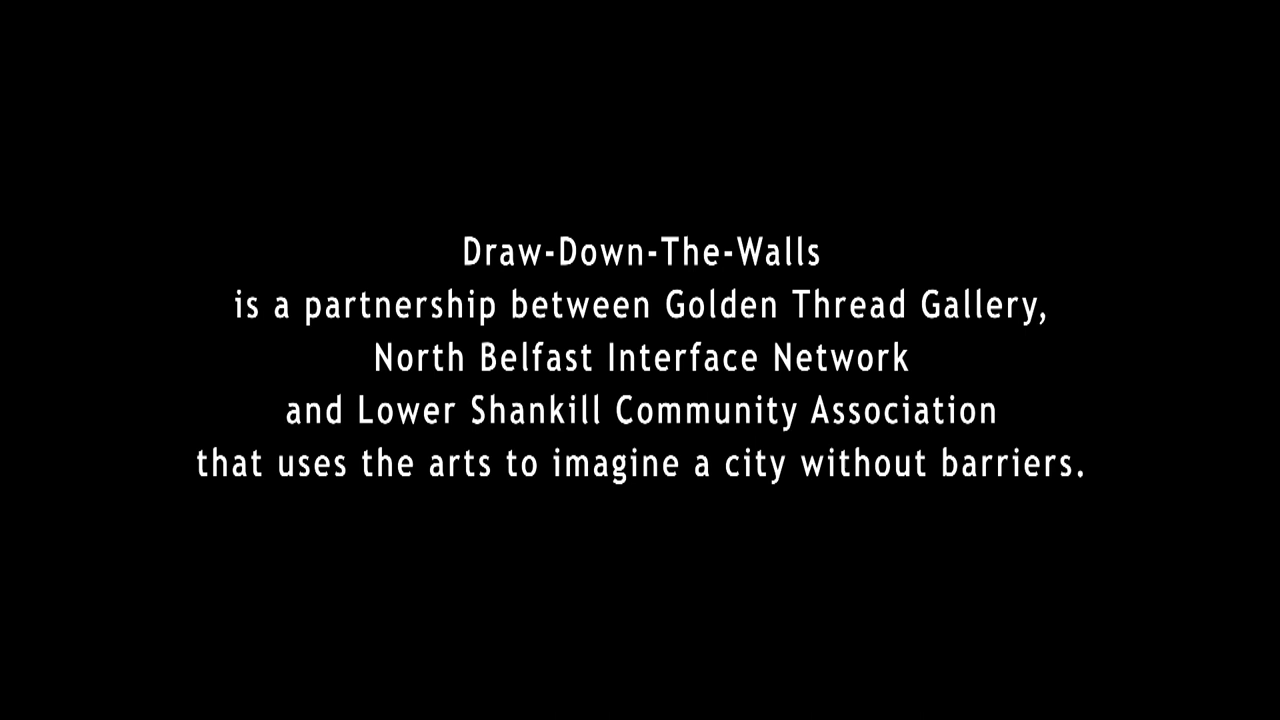 Draw-Down-The-Walls
is a partnership between Golden Thread Gallery,
North Belfast Interface Network
and Lower Shankill Community Association
that uses the arts to imagine a city without barriers.